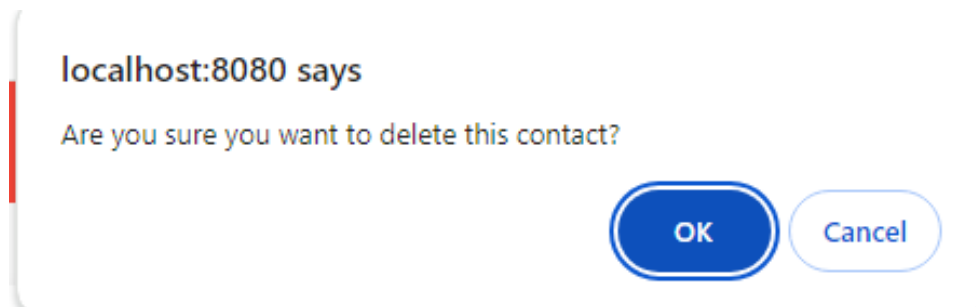 localhost:8080 says
Are you sure you want to delete this contact?
OK Cancel